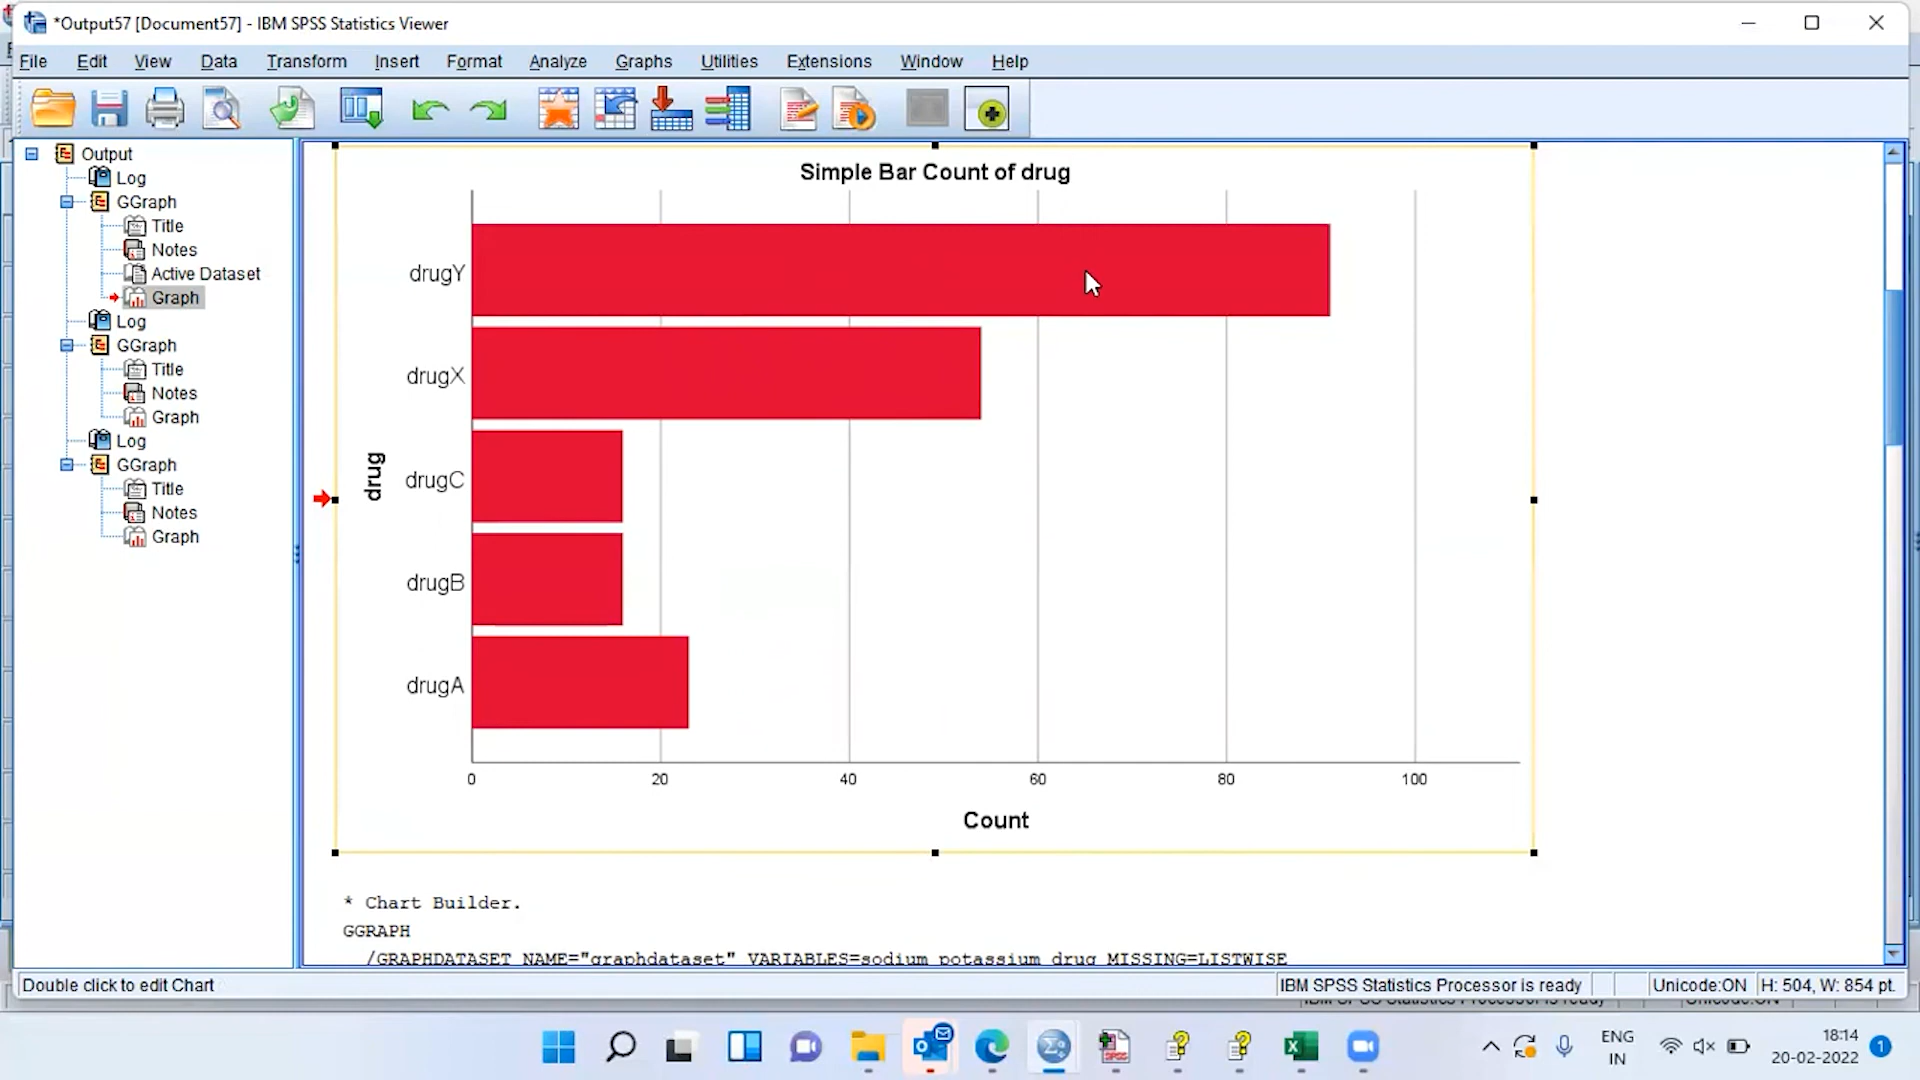 *Output57 [Document57] - IBM SPSS Statistics Viewer
File Edit View Data Transform Insert Format Analyze Graphs Utilities Extensions Window Help
Output
Log
GGraph
Title
Notes
Active Dataset
Graph
Log
GGraph
Title
Notes
Graph
Log
GGraph
Title
Notes
Graph
Simple Bar Count of drug
drugY
drugX
drugC
drugB
drugA
drug
0 20 40 60 80 100
Count
* Chart Builder.
GGRAPH
/GRAPHDATASET NAME="graphdataset" VARIABLES=sodium potassium drug MISSING=LISTWISE
Double click to edit Chart
IBM SPSS Statistics Processor is ready
Unicode:ON
H: 504, W: 854 pt.
SPSS
ENG
IN
18:14
20-02-2022
1